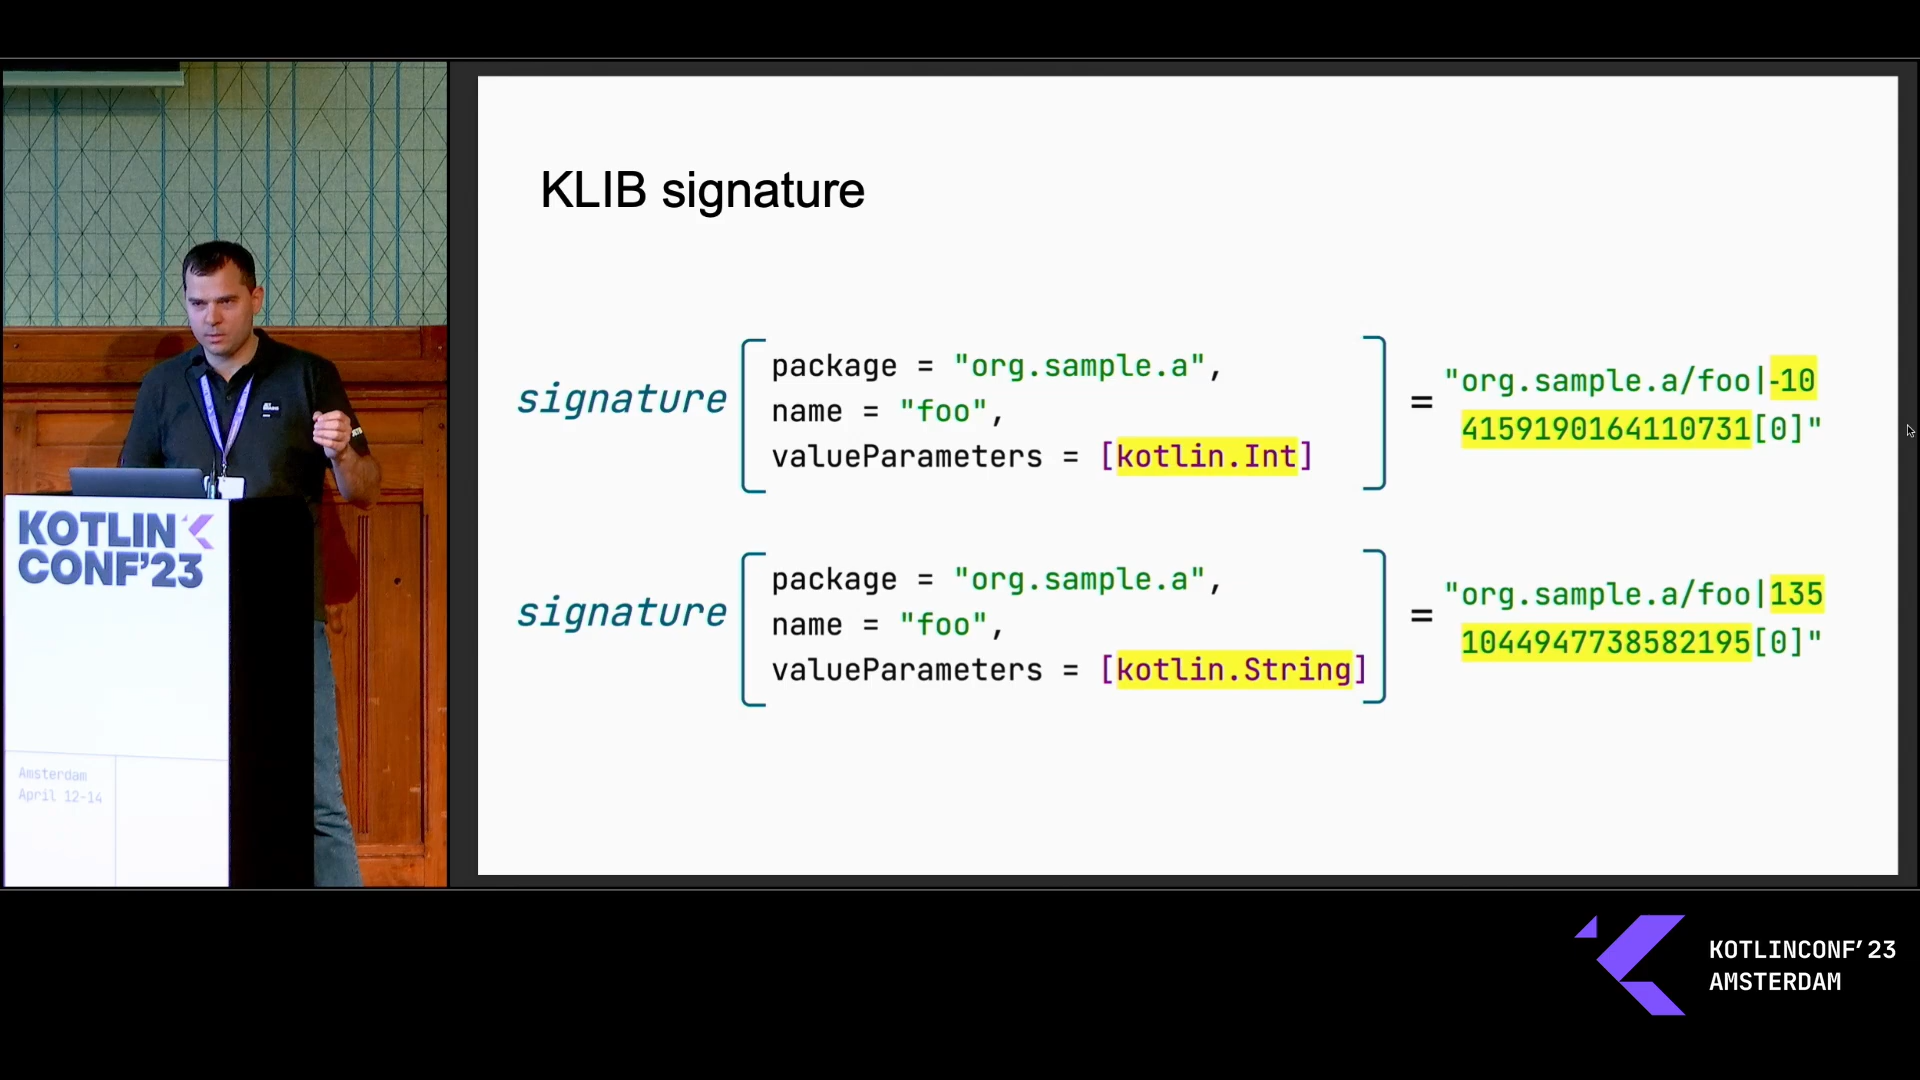 KLIB signature
signature
package = "org.sample.a",
name = "foo",
valueParameters = [kotlin.Int]
=
"org.sample.a/foo|-10
4159190164110731[0]"
signature
package = "org.sample.a",
name = "foo",
valueParameters = [kotlin.String]
=
"org.sample.a/foo|135
1044947738582195[0]"
KOTLIN
CONF'23
Amsterdam
April 12-14
KOTLINCONF'23
AMSTERDAM